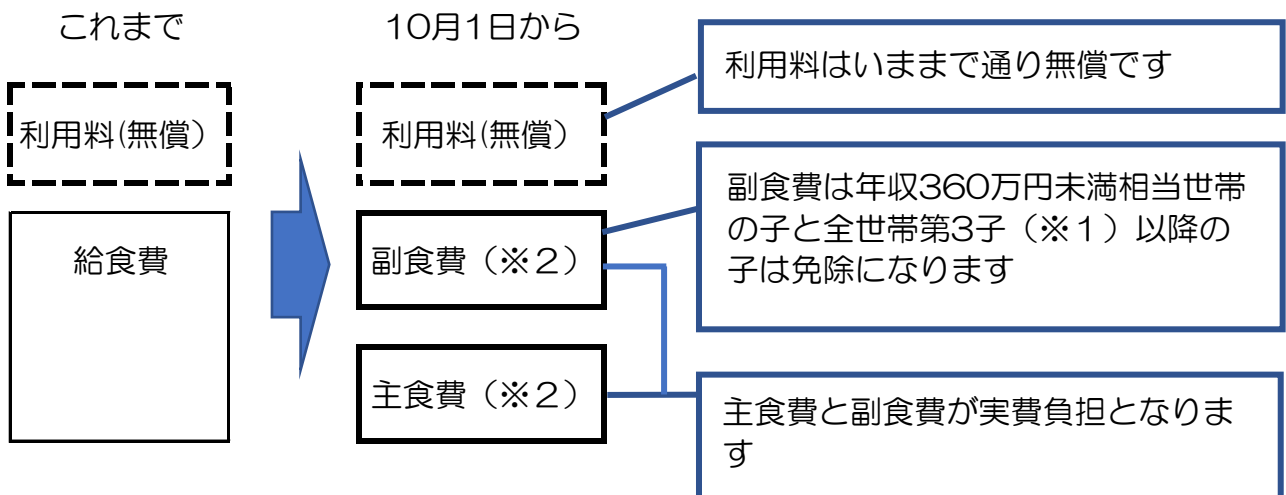 これまで
10月1日から
利用料はいままで通り無償です
利用料(無償)
利用料(無償)
副食費は年収360万円未満相当世帯
の子と全世帯第3子（※1）以降の
子は免除になります
給食費
副食費（※2）
主食費（※2）
主食費と副食費が実費負担となりま
す